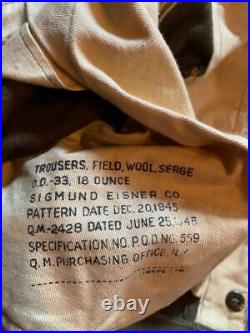 TROUSERS, FIELD, WOOL, SERGE
O.D.-33, 18 OUNCE
SIGMUND EISNER CO.
PATTERN DATE DEC. 20, 1945
Q.M-2428 DATED JUNE 25, 1948
SPECIFICATION NO. P.Q.D NO. 559
Q.M. PURCHASING OFFICE, N.Y.